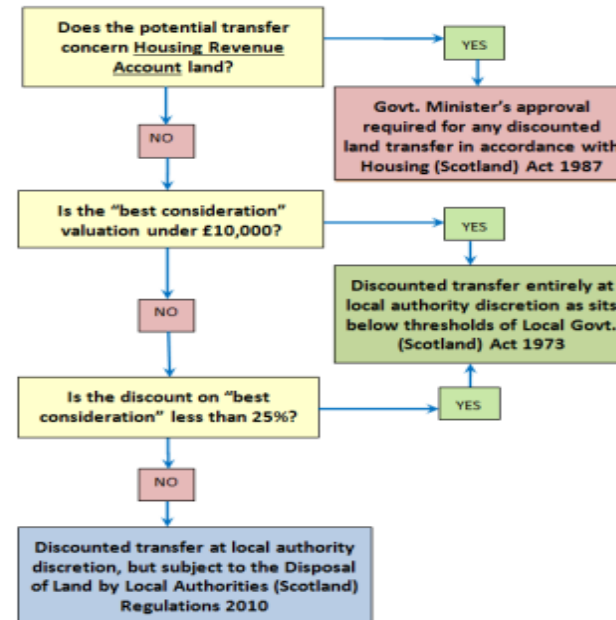 Does the potential transfer
concern Housing Revenue
Account land?
YES
Govt. Minister's approval
required for any discounted
land transfer in accordance with
Housing (Scotland) Act 1987
NO
Is the "best consideration"
valuation under £10,000?
YES
Discounted transfer entirely at
local authority discretion as sits
below thresholds of Local Govt.
(Scotland) Act 1973
NO
Is the discount on "best
consideration" less than 25%?
YES
NO
Discounted transfer at local authority
discretion, but subject to the Disposal
of Land by Local Authorities (Scotland)
Regulations 2010